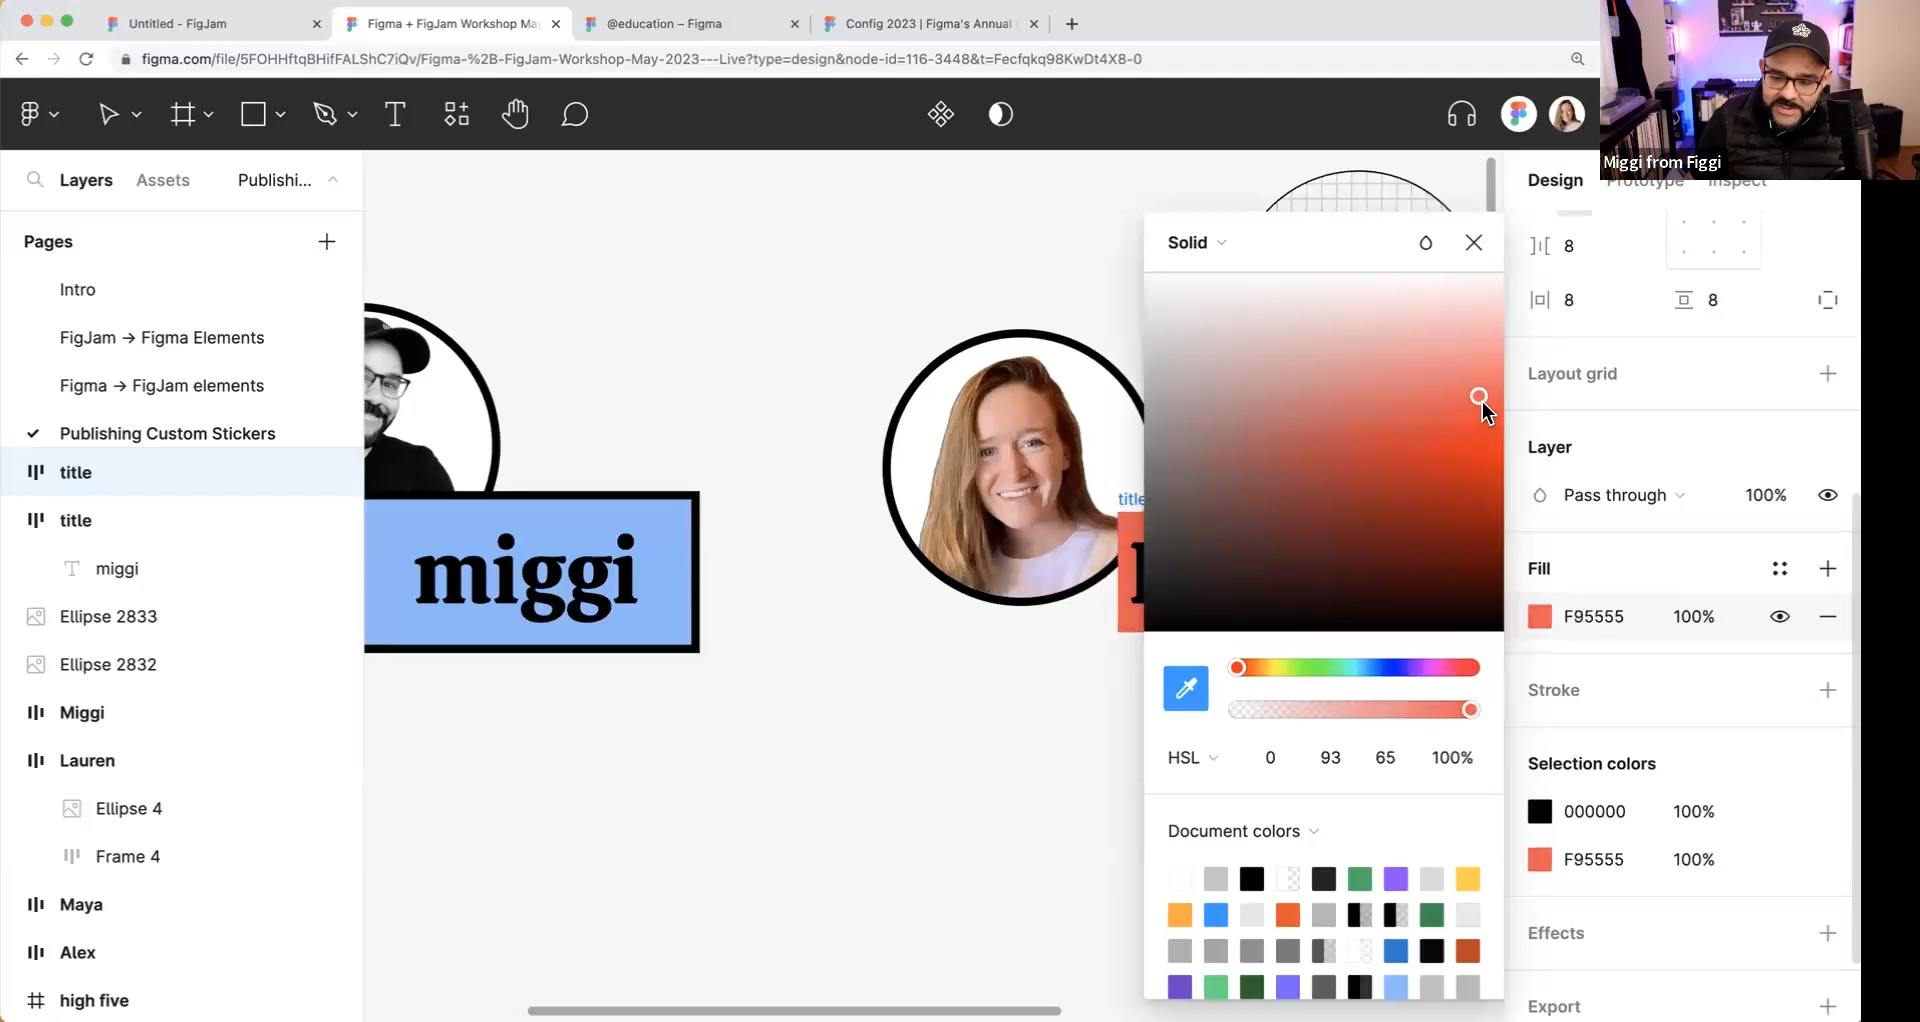 Untitled - FigJam
Figma + FigJam Workshop Ma
@education – Figma
Config 2023 | Figma's Annual
figma.com/file/5FOHHftqBHifFALShC7iQv/Figma-%2B-FigJam-Workshop-May-2023---Live?type=design&node-id=116-3448&t=Fecfqkq98KwDt4X8-0
Miggi from Figgi
Layers
Assets
Publishi...
Design
Prototype
Inspect
Pages
Intro
FigJam → Figma Elements
Figma → FigJam elements
Publishing Custom Stickers
title
title
miggi
Ellipse 2833
Ellipse 2832
Miggi
Lauren
Ellipse 4
Frame 4
Maya
Alex
high five
miggi
title
Solid
HSL
0
93
65
100%
Document colors
8
8
8
Layout grid
Layer
Pass through
100%
Fill
F95555
100%
Stroke
Selection colors
000000
100%
F95555
100%
Effects
Export